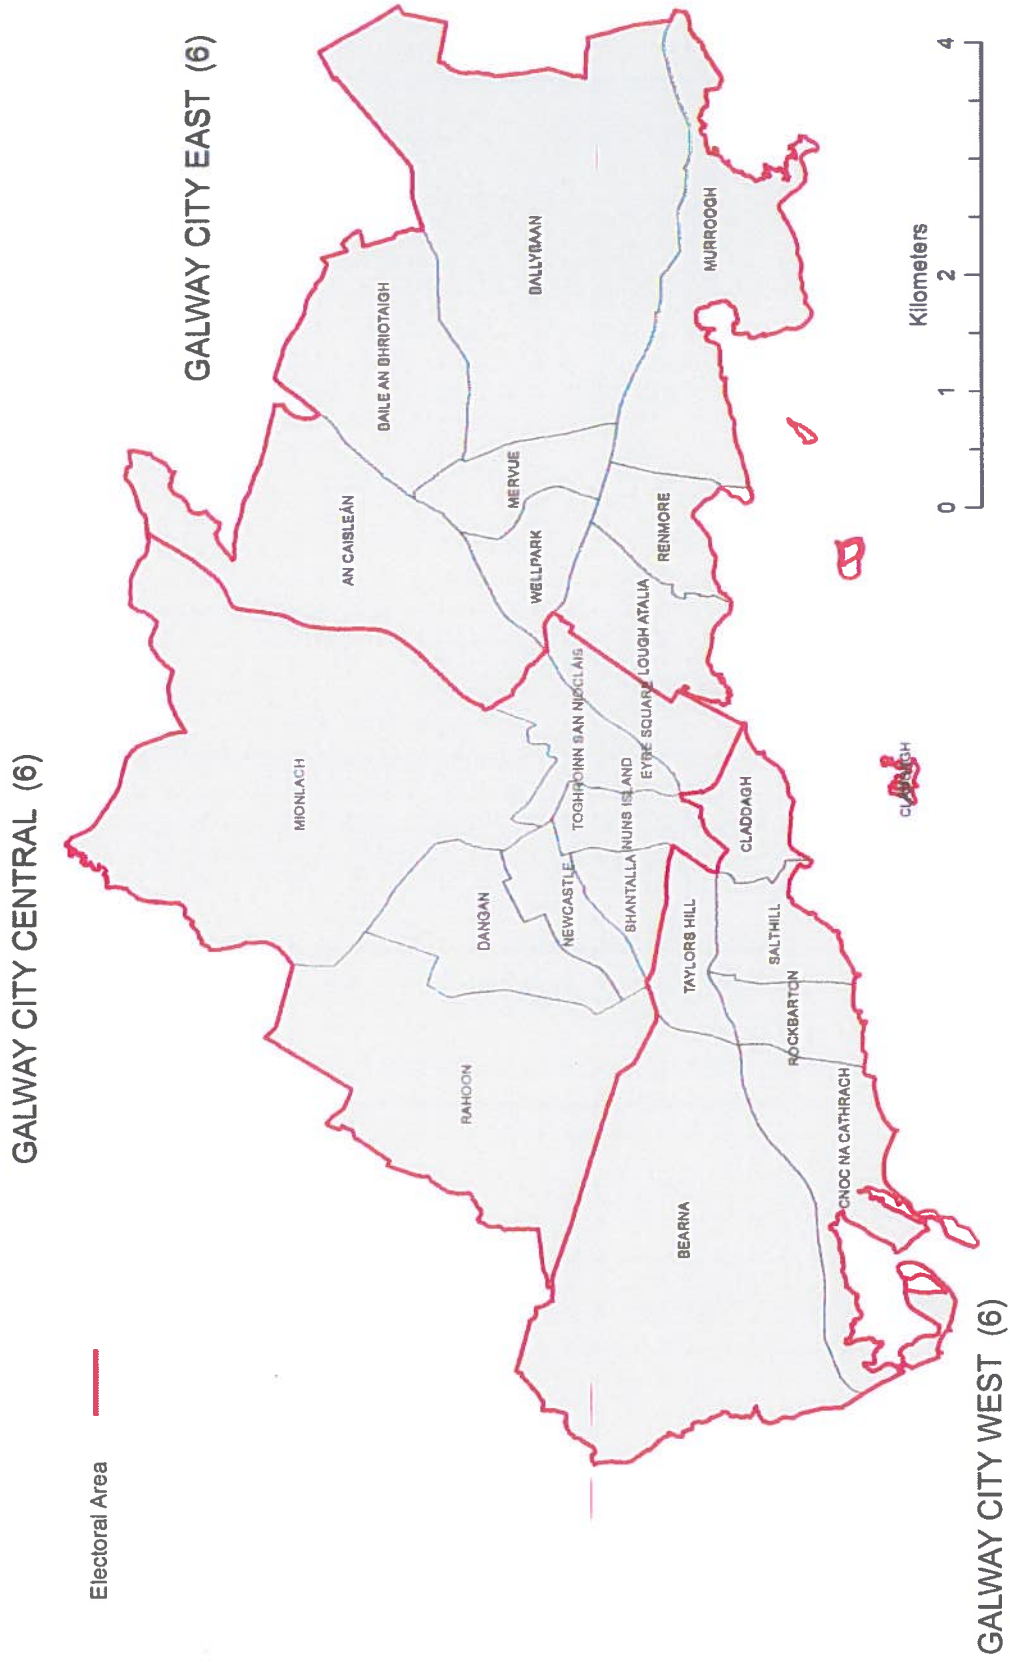 GALWAY CITY CENTRAL (6)
GALWAY CITY EAST (6)
GALWAY CITY WEST (6)
Electoral Area
MIONLACH
AN CAISLEÁN
BAILE AN BHRIOTAIGH
BALLYBAAN
MURROOGH
MERVUE
WELLPARK
RENMORE
LOUGH ATALIA
EYRE SQUARE
TOGHROINN SAN NIOCLÁIS
NUNS ISLAND
SHANTALLA
NEWCASTLE
DANGAN
RAHOON
TAYLORS HILL
CLADDAGH
SALTHILL
ROCKBARTON
CNOC NA CATHRACH
BEARNA
CLADDAGH
0 1 2 4
Kilometers